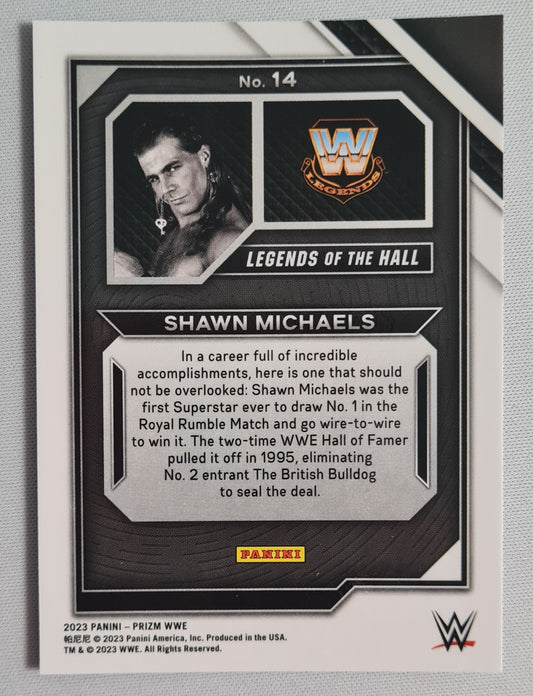 No. 14
W
LEGENDS
LEGENDS OF THE HALL
SHAWN MICHAELS
In a career full of incredible
accomplishments, here is one that should
not be overlooked: Shawn Michaels was the
first Superstar ever to draw No. 1 in the
Royal Rumble Match and go wire-to-wire
to win it. The two-time WWE Hall of Famer
pulled it off in 1995, eliminating
No. 2 entrant The British Bulldog
to seal the deal.
PANINI
2023 PANINI – PRIZM WWE
帕尼尼 © 2023 Panini America, Inc. Produced in the USA.
TM & © 2023 WWE. All Rights Reserved.
W